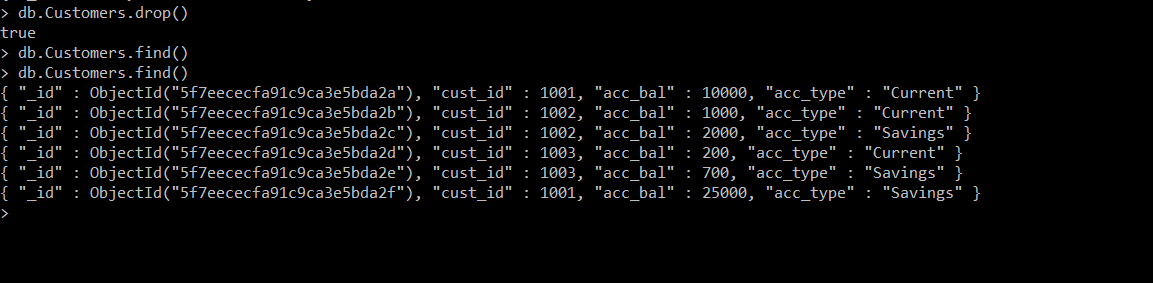 > db.Customers.drop()
true
> db.Customers.find()
> db.Customers.find()
{ "_id" : ObjectId("5f7eececfa91c9ca3e5bda2a"), "cust_id" : 1001, "acc_bal" : 10000, "acc_type" : "Current" }
{ "_id" : ObjectId("5f7eececfa91c9ca3e5bda2b"), "cust_id" : 1002, "acc_bal" : 1000, "acc_type" : "Current" }
{ "_id" : ObjectId("5f7eececfa91c9ca3e5bda2c"), "cust_id" : 1002, "acc_bal" : 2000, "acc_type" : "Savings" }
{ "_id" : ObjectId("5f7eececfa91c9ca3e5bda2d"), "cust_id" : 1003, "acc_bal" : 200, "acc_type" : "Current" }
{ "_id" : ObjectId("5f7eececfa91c9ca3e5bda2e"), "cust_id" : 1003, "acc_bal" : 700, "acc_type" : "Savings" }
{ "_id" : ObjectId("5f7eececfa91c9ca3e5bda2f"), "cust_id" : 1001, "acc_bal" : 25000, "acc_type" : "Savings" }
>